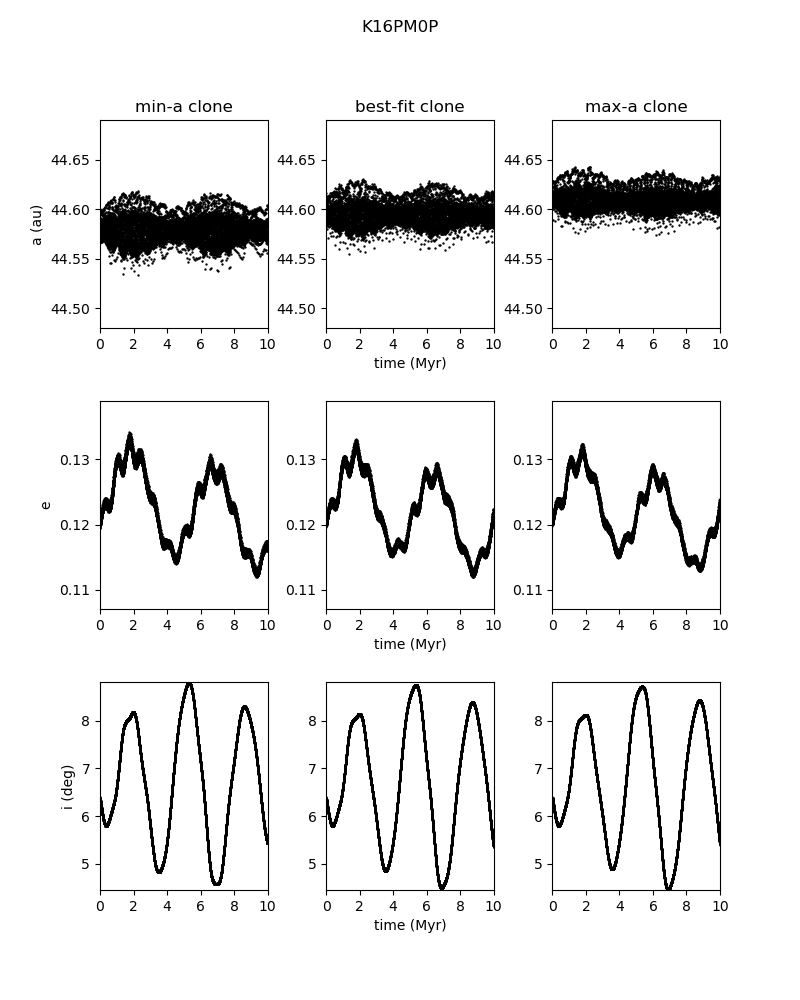 K16PM0P
min-a clone best-fit clone max-a clone
44.65 44.65 44.65
44.60 44.60 44.60
a (au)
44.55 44.55 44.55
44.50 44.50 44.50
0 2 4 6 8 10 0 2 4 6 8 10 0 2 4 6 8 10
time (Myr)
0.13 0.13 0.13
e
0.12 0.12 0.12
0.11 0.11 0.11
0 2 4 6 8 10 0 2 4 6 8 10 0 2 4 6 8 10
time (Myr)
8 8 8
7 7 7
i (deg)
6 6 6
5 5 5
0 2 4 6 8 10 0 2 4 6 8 10 0 2 4 6 8 10
time (Myr)